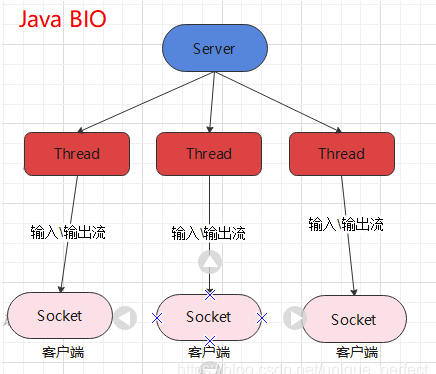 Java BIO
Server
Thread Thread Thread
输入\输出流 输入\输出流 输入\输出流
Socket Socket Socket
客户端 客户端 客户端
http://blog.csdn.net/unique_perfect